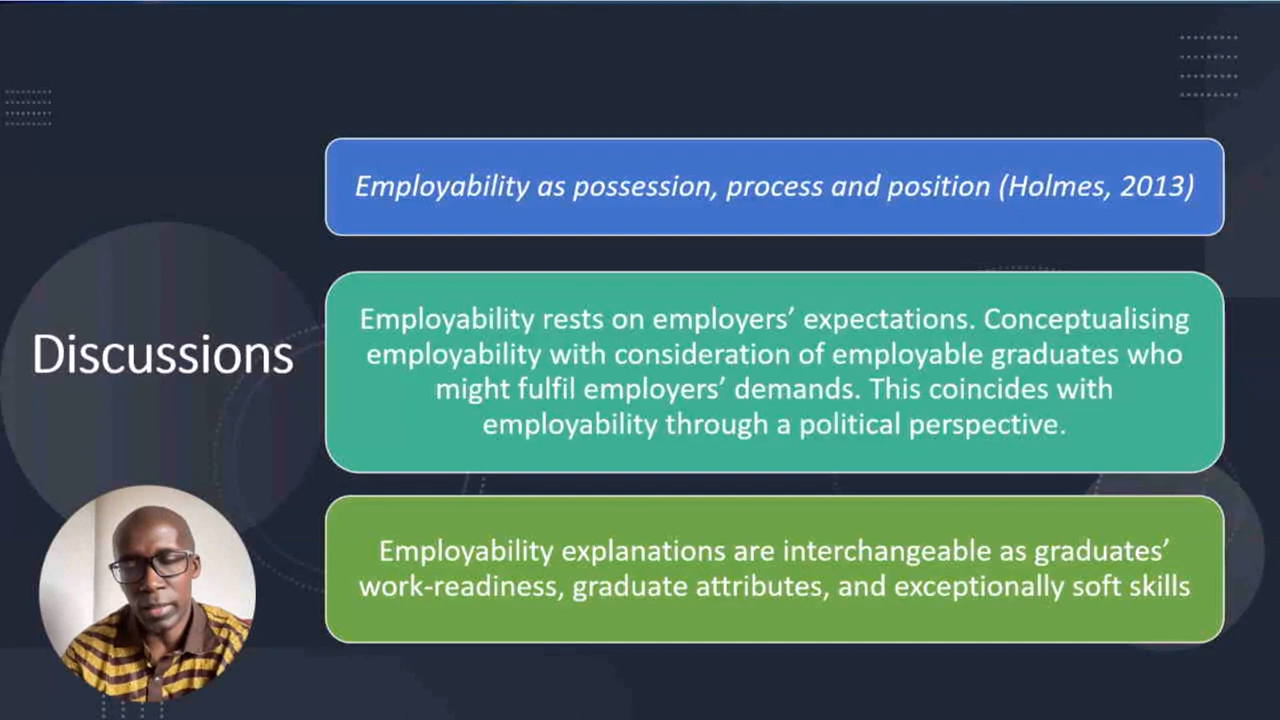 Discussions
Employability as possession, process and position (Holmes, 2013)
Employability rests on employers’ expectations. Conceptualising
employability with consideration of employable graduates who
might fulfil employers’ demands. This coincides with
employability through a political perspective.
Employability explanations are interchangeable as graduates’
work-readiness, graduate attributes, and exceptionally soft skills